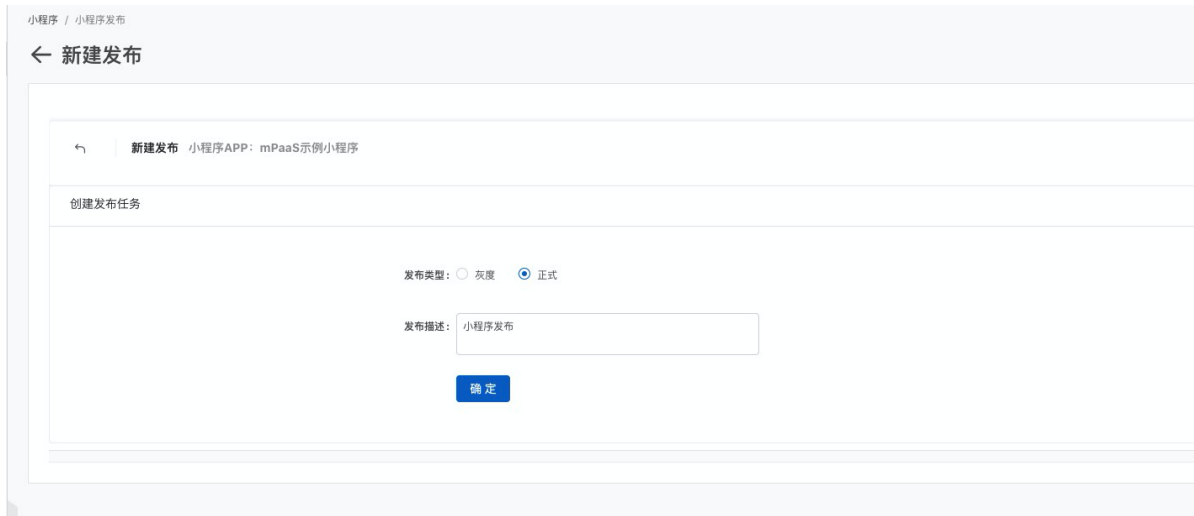 小程序 / 小程序发布
新建发布
新建发布 小程序APP：mPaaS示例小程序
创建发布任务
发布类型： 灰度 正式
发布描述： 小程序发布
确 定